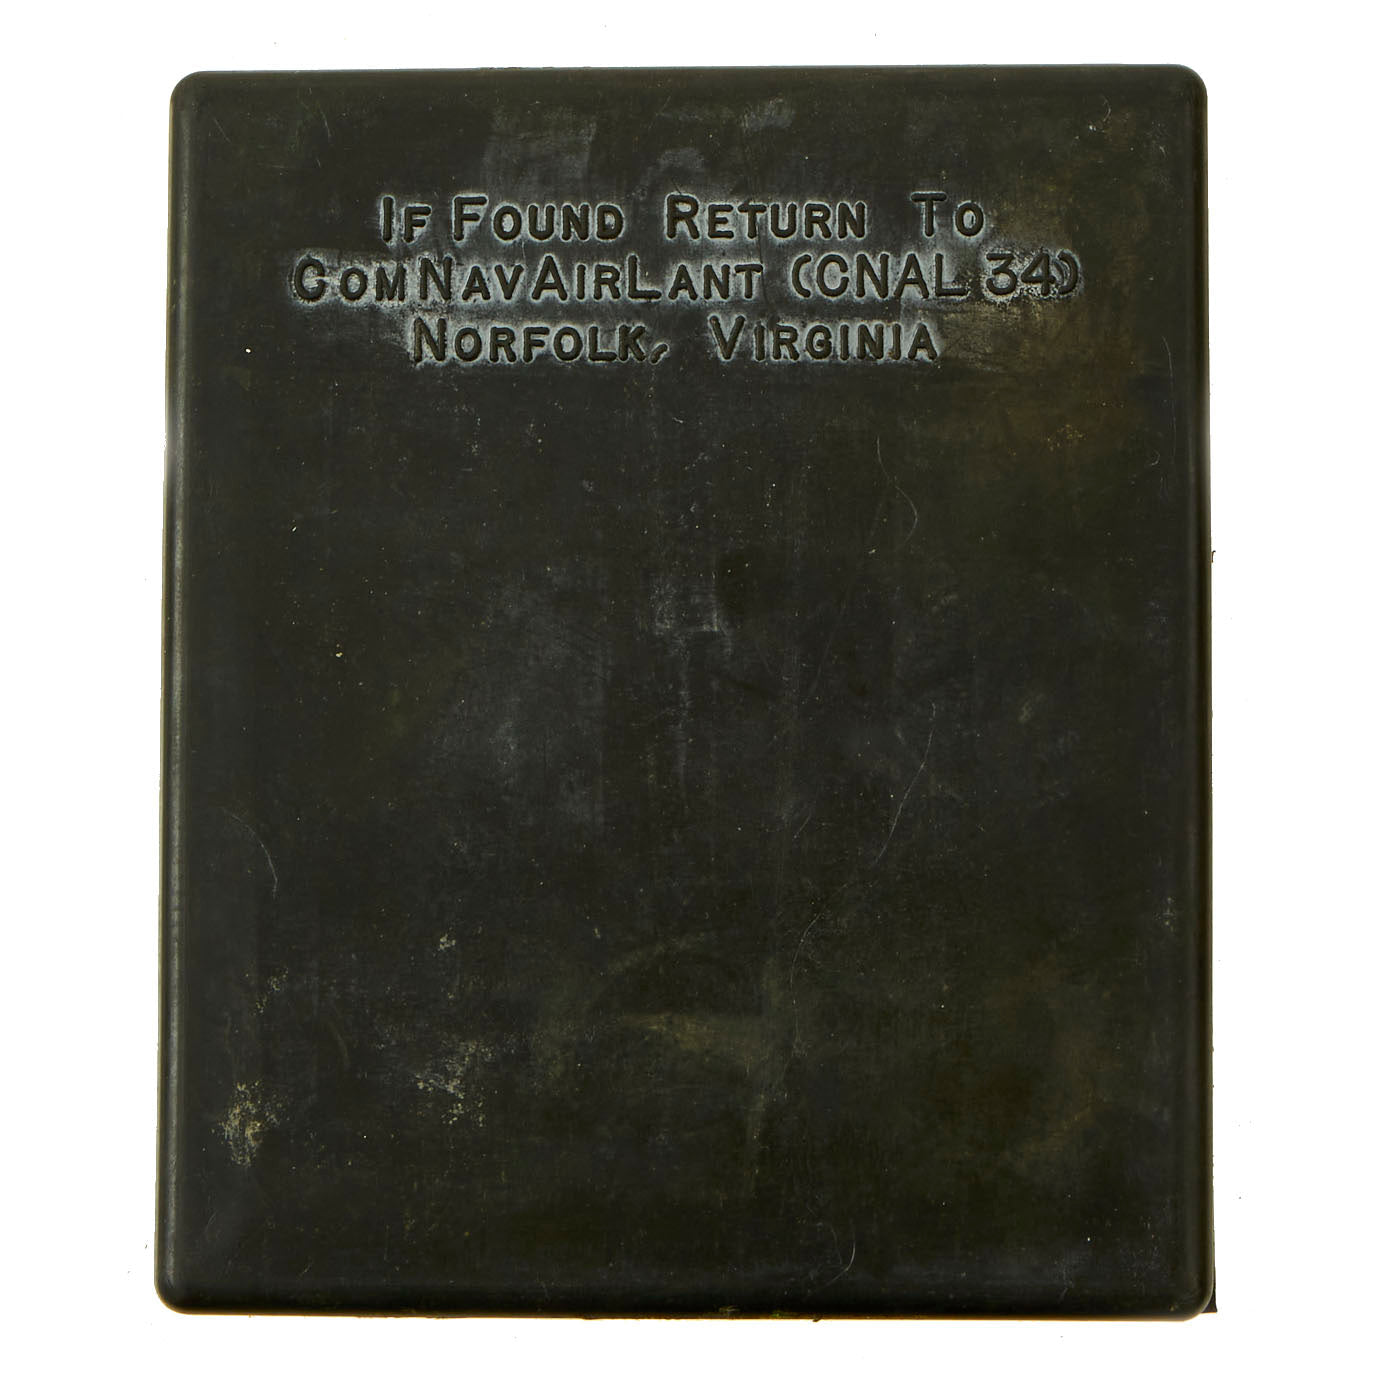 If Found Return To
ComNavAirLant (CNAL 34)
Norfolk, Virginia